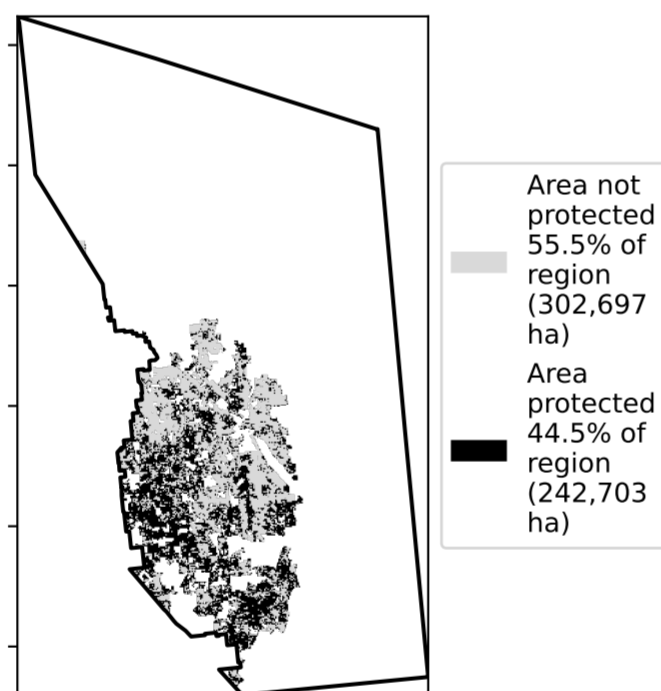 Area not
protected
55.5% of
region
(302,697
ha)
Area
protected
44.5% of
region
(242,703
ha)